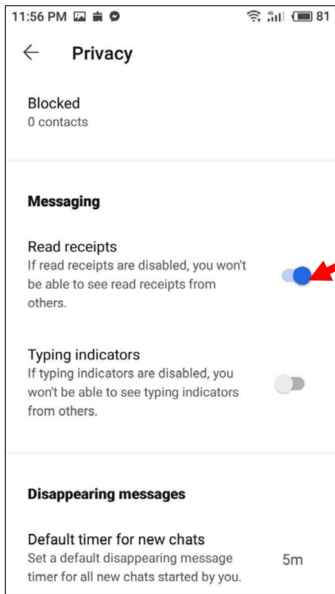 11:56 PM 81
Privacy
Blocked
0 contacts
Messaging
Read receipts
If read receipts are disabled, you won't
be able to see read receipts from
others.
Typing indicators
If typing indicators are disabled, you
won't be able to see typing indicators
from others.
Disappearing messages
Default timer for new chats
Set a default disappearing message
timer for all new chats started by you.
5m